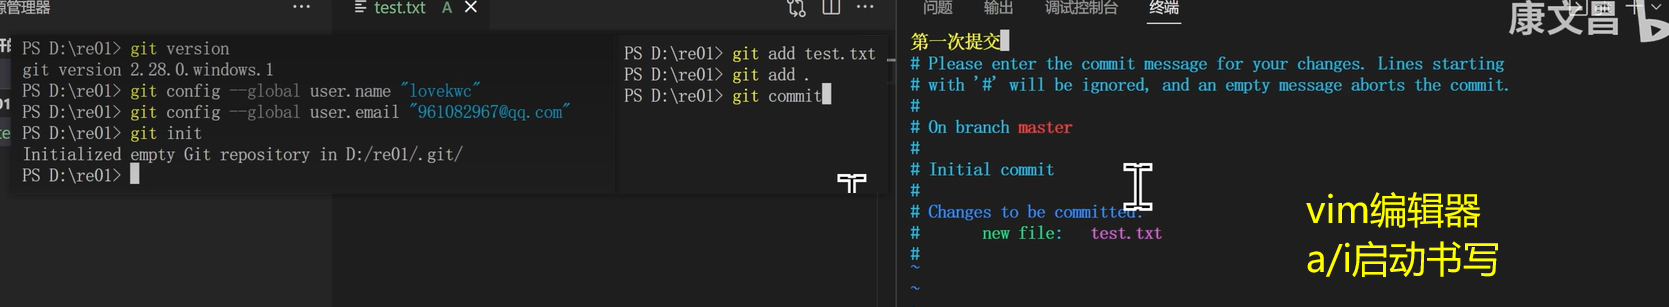 源管理器
test.txt A
问题 输出 调试控制台 终端
康文昌
PS D:\re01> git version
git version 2.28.0.windows.1
PS D:\re01> git config --global user.name "lovekwc"
PS D:\re01> git config --global user.email "961082967@qq.com"
PS D:\re01> git init
Initialized empty Git repository in D:/re01/.git/
PS D:\re01>
PS D:\re01> git add test.txt
PS D:\re01> git add .
PS D:\re01> git commit
第一次提交
# Please enter the commit message for your changes. Lines starting
# with '#' will be ignored, and an empty message aborts the commit.
#
# On branch master
#
# Initial commit
#
# Changes to be committed:
# new file: test.txt
#
~
~
vim编辑器
a/i启动书写